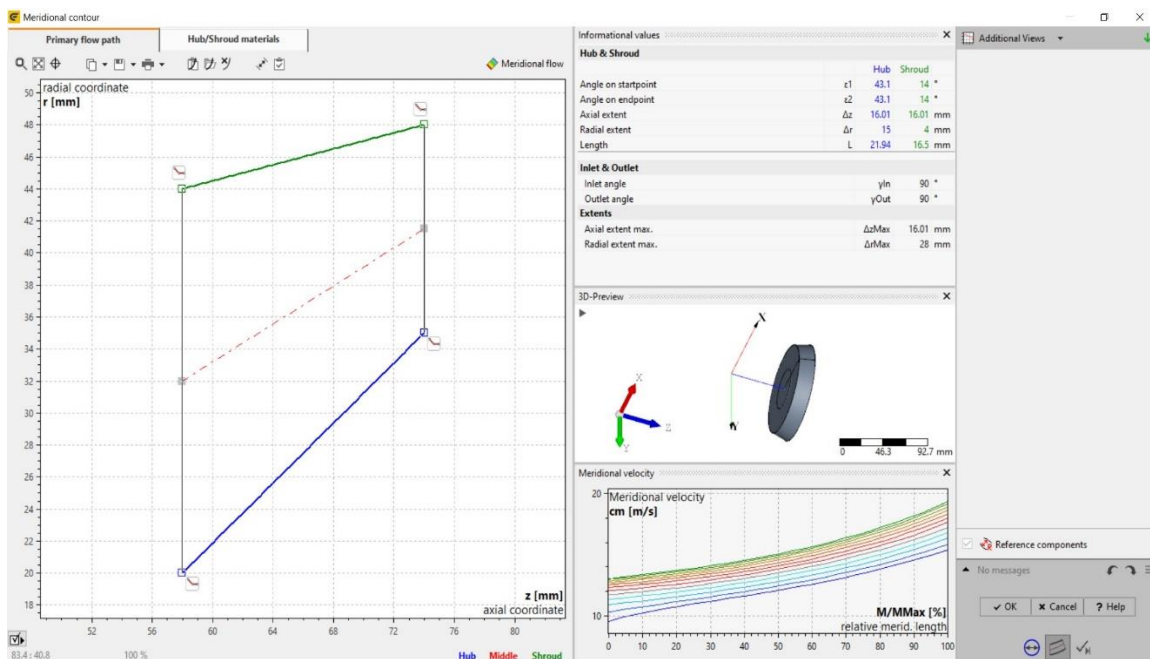 Meridional contour
Primary flow path
Hub/Shroud materials
Meridional flow
radial coordinate
r [mm]
50
48
46
44
42
40
38
36
34
32
30
28
26
24
22
20
18
z [mm]
axial coordinate
52
56
60
64
68
72
76
80
83.4 : 40.8
100 %
Hub Middle Shroud
Informational values
Hub & Shroud
Hub Shroud
Angle on startpoint ε1 43.1 14 °
Angle on endpoint ε2 43.1 14 °
Axial extent Δz 16.01 16.01 mm
Radial extent Δr 15 4 mm
Length L 21.94 16.5 mm
Inlet & Outlet
Inlet angle γIn 90 °
Outlet angle γOut 90 °
Extents
Axial extent max. ΔzMax 16.01 mm
Radial extent max. ΔrMax 28 mm
3D-Preview
X
Y
X
Z
Y
0 46.3 92.7 mm
Meridional velocity
20
Meridional velocity
cm [m/s]
10
M/MMax [%]
relative merid. length
0 10 20 30 40 50 60 70 80 90 100
Additional Views
Reference components
No messages
OK
Cancel
? Help